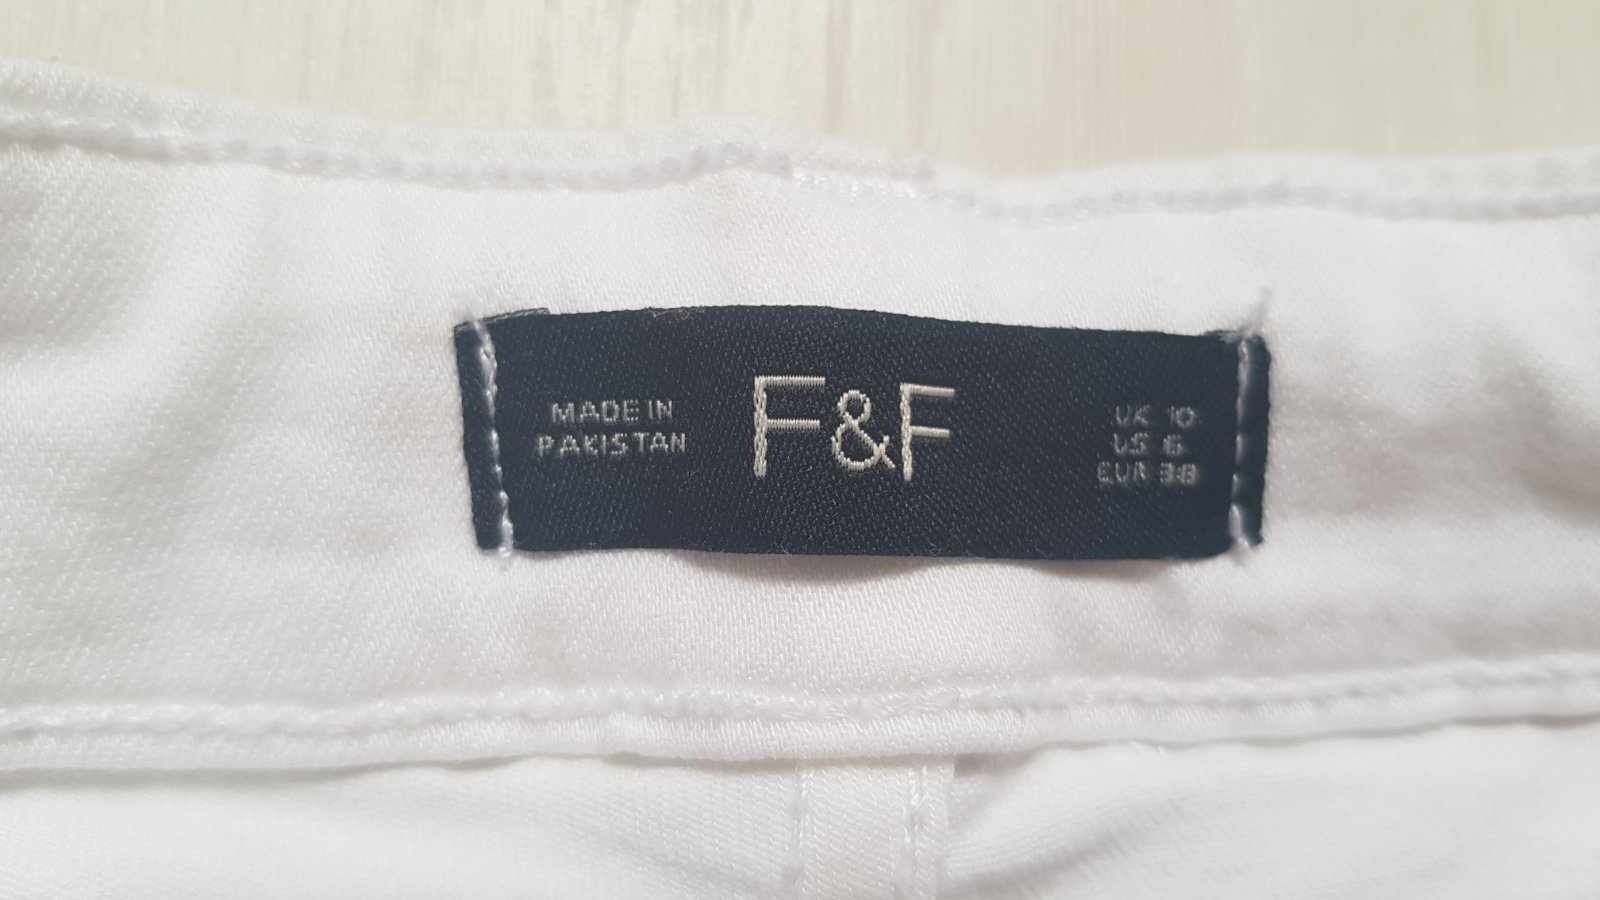 MADE IN
PAKISTAN
F&F
UK 10
US 6
EUR 38